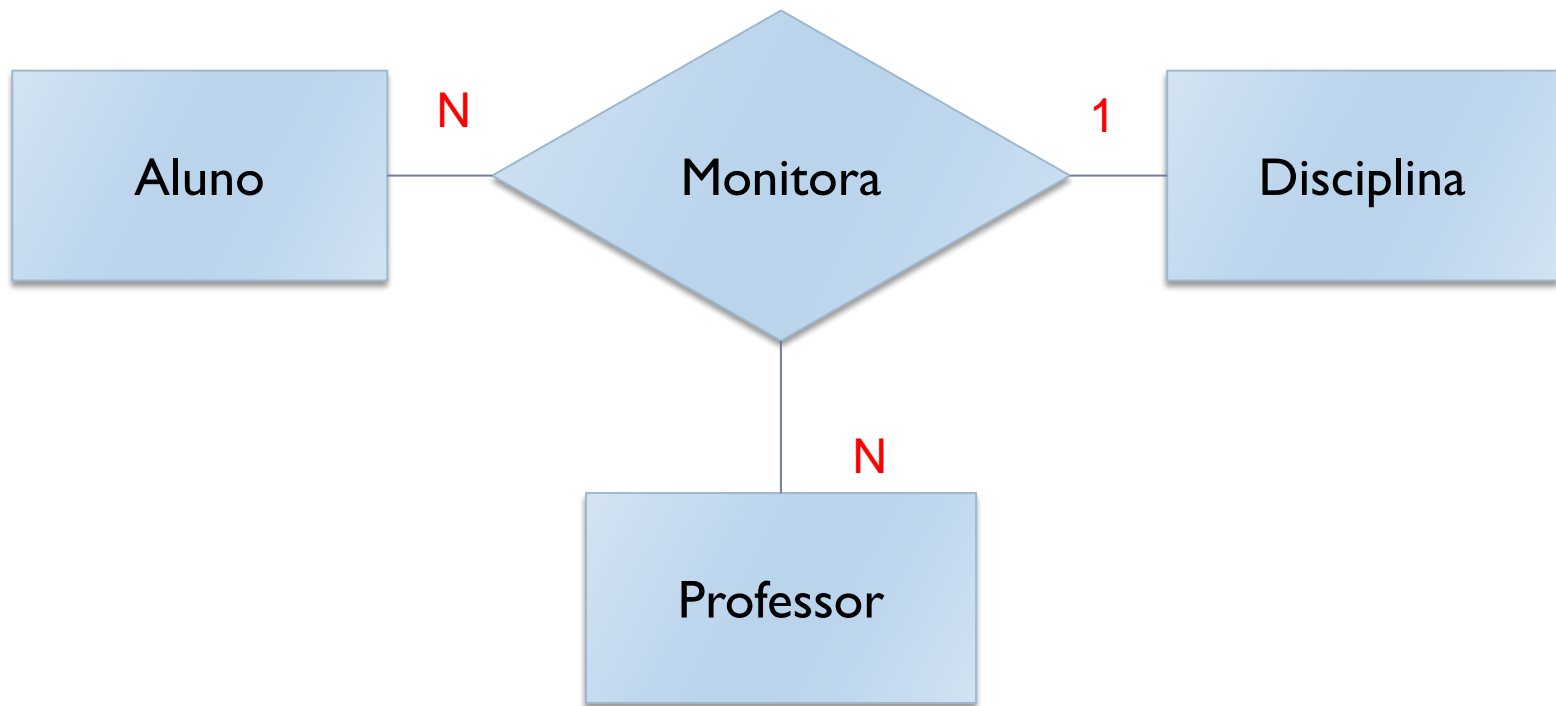 N
1
Aluno
Monitora
Disciplina
N
Professor